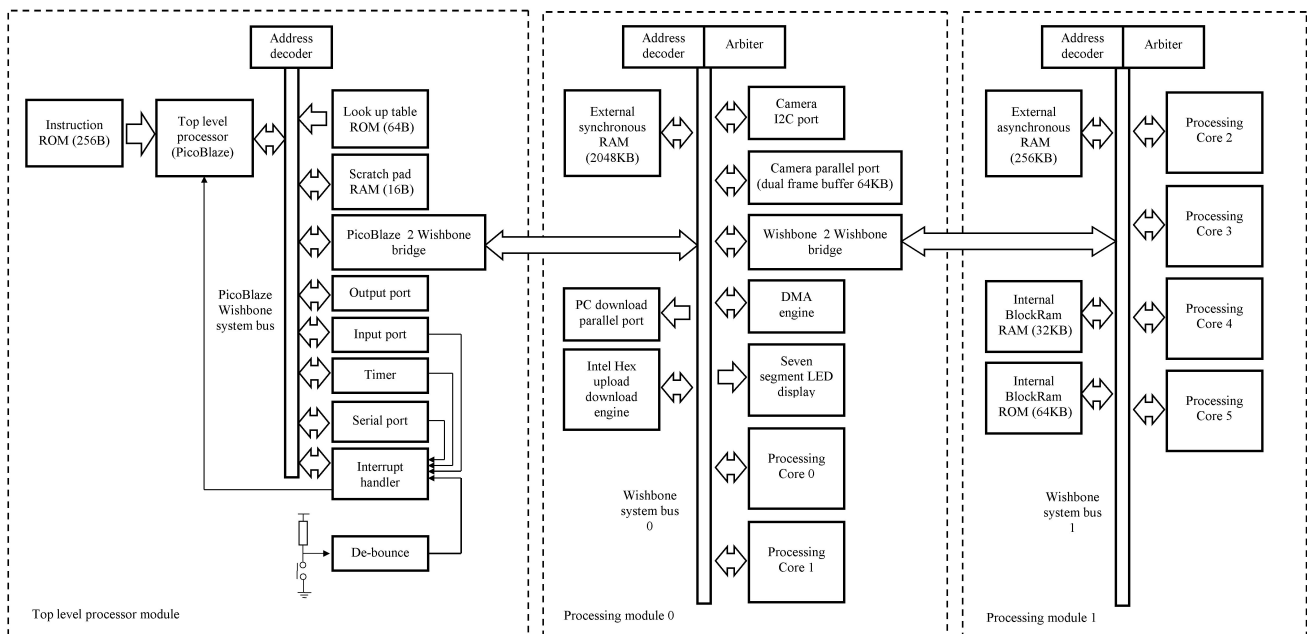 Address
decoder
Instruction
ROM (256B)
Top level
processor
(PicoBlaze)
Look up table
ROM (64B)
Scratch pad
RAM (16B)
PicoBlaze 2 Wishbone
bridge
PicoBlaze
Wishbone
system bus
Output port
Input port
Timer
Serial port
Interrupt
handler
De-bounce
Top level processor module
Address
decoder
Arbiter
External
synchronous
RAM
(2048KB)
Camera
I2C port
Camera parallel port
(dual frame buffer 64KB)
Wishbone 2 Wishbone
bridge
PC download
parallel port
DMA
engine
Intel Hex
upload
download
engine
Seven
segment LED
display
Processing
Core 0
Wishbone
system bus
0
Processing
Core 1
Processing module 0
Address
decoder
Arbiter
External
asynchronous
RAM
(256KB)
Processing
Core 2
Processing
Core 3
Internal
BlockRam
RAM (32KB)
Processing
Core 4
Internal
BlockRam
ROM (64KB)
Processing
Core 5
Wishbone
system bus
1
Processing module 1